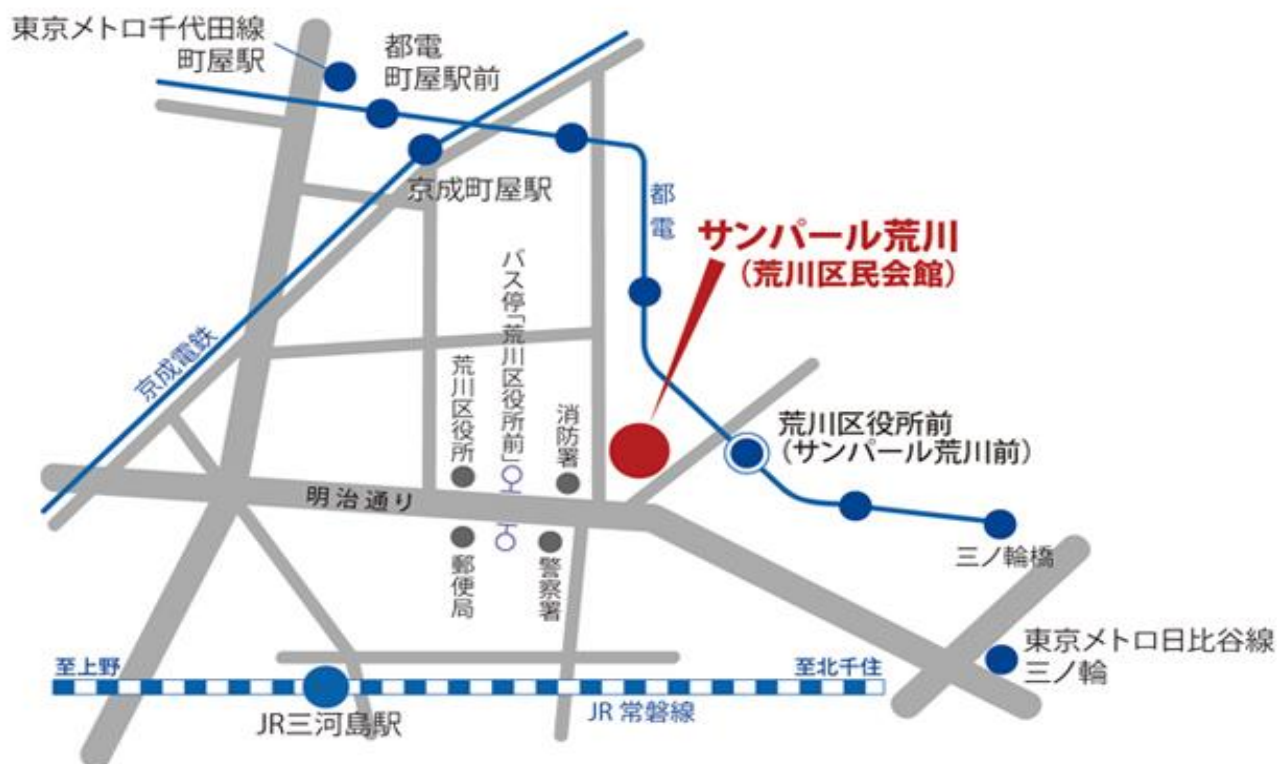 東京メトロ千代田線
町屋駅
都電
町屋駅前
京成町屋駅
都電
サンパール荒川
（荒川区民会館）
京成電鉄
バス停「荒川区役所前」
荒川区役所
消防署
荒川区役所前
（サンパール荒川前）
明治通り
郵便局
警察署
三ノ輪橋
東京メトロ日比谷線
三ノ輪
至上野
至北千住
JR三河島駅
JR 常磐線